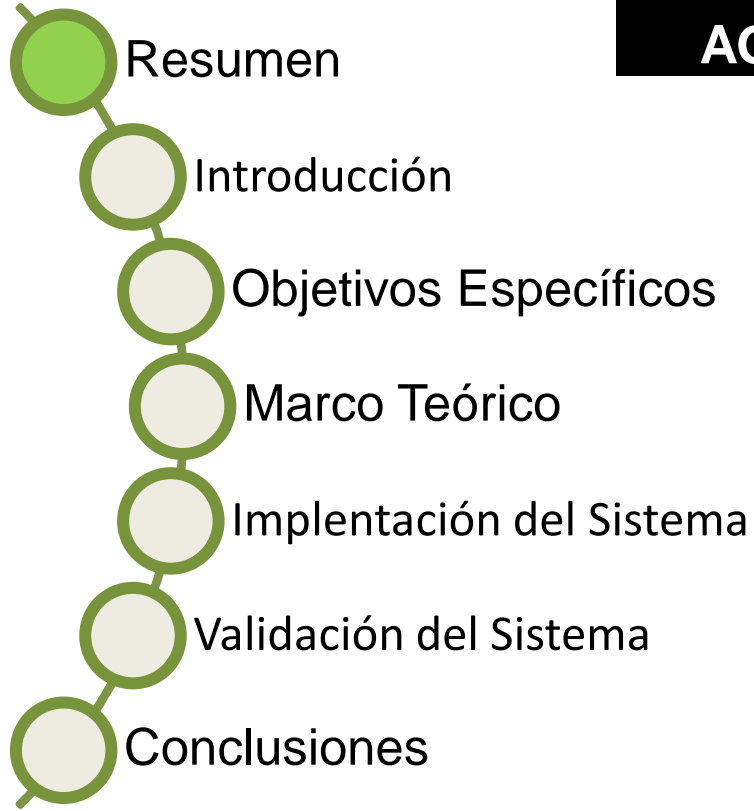 Resumen
Introducción
Objetivos Específicos
Marco Teórico
Implentación del Sistema
Validación del Sistema
Conclusiones